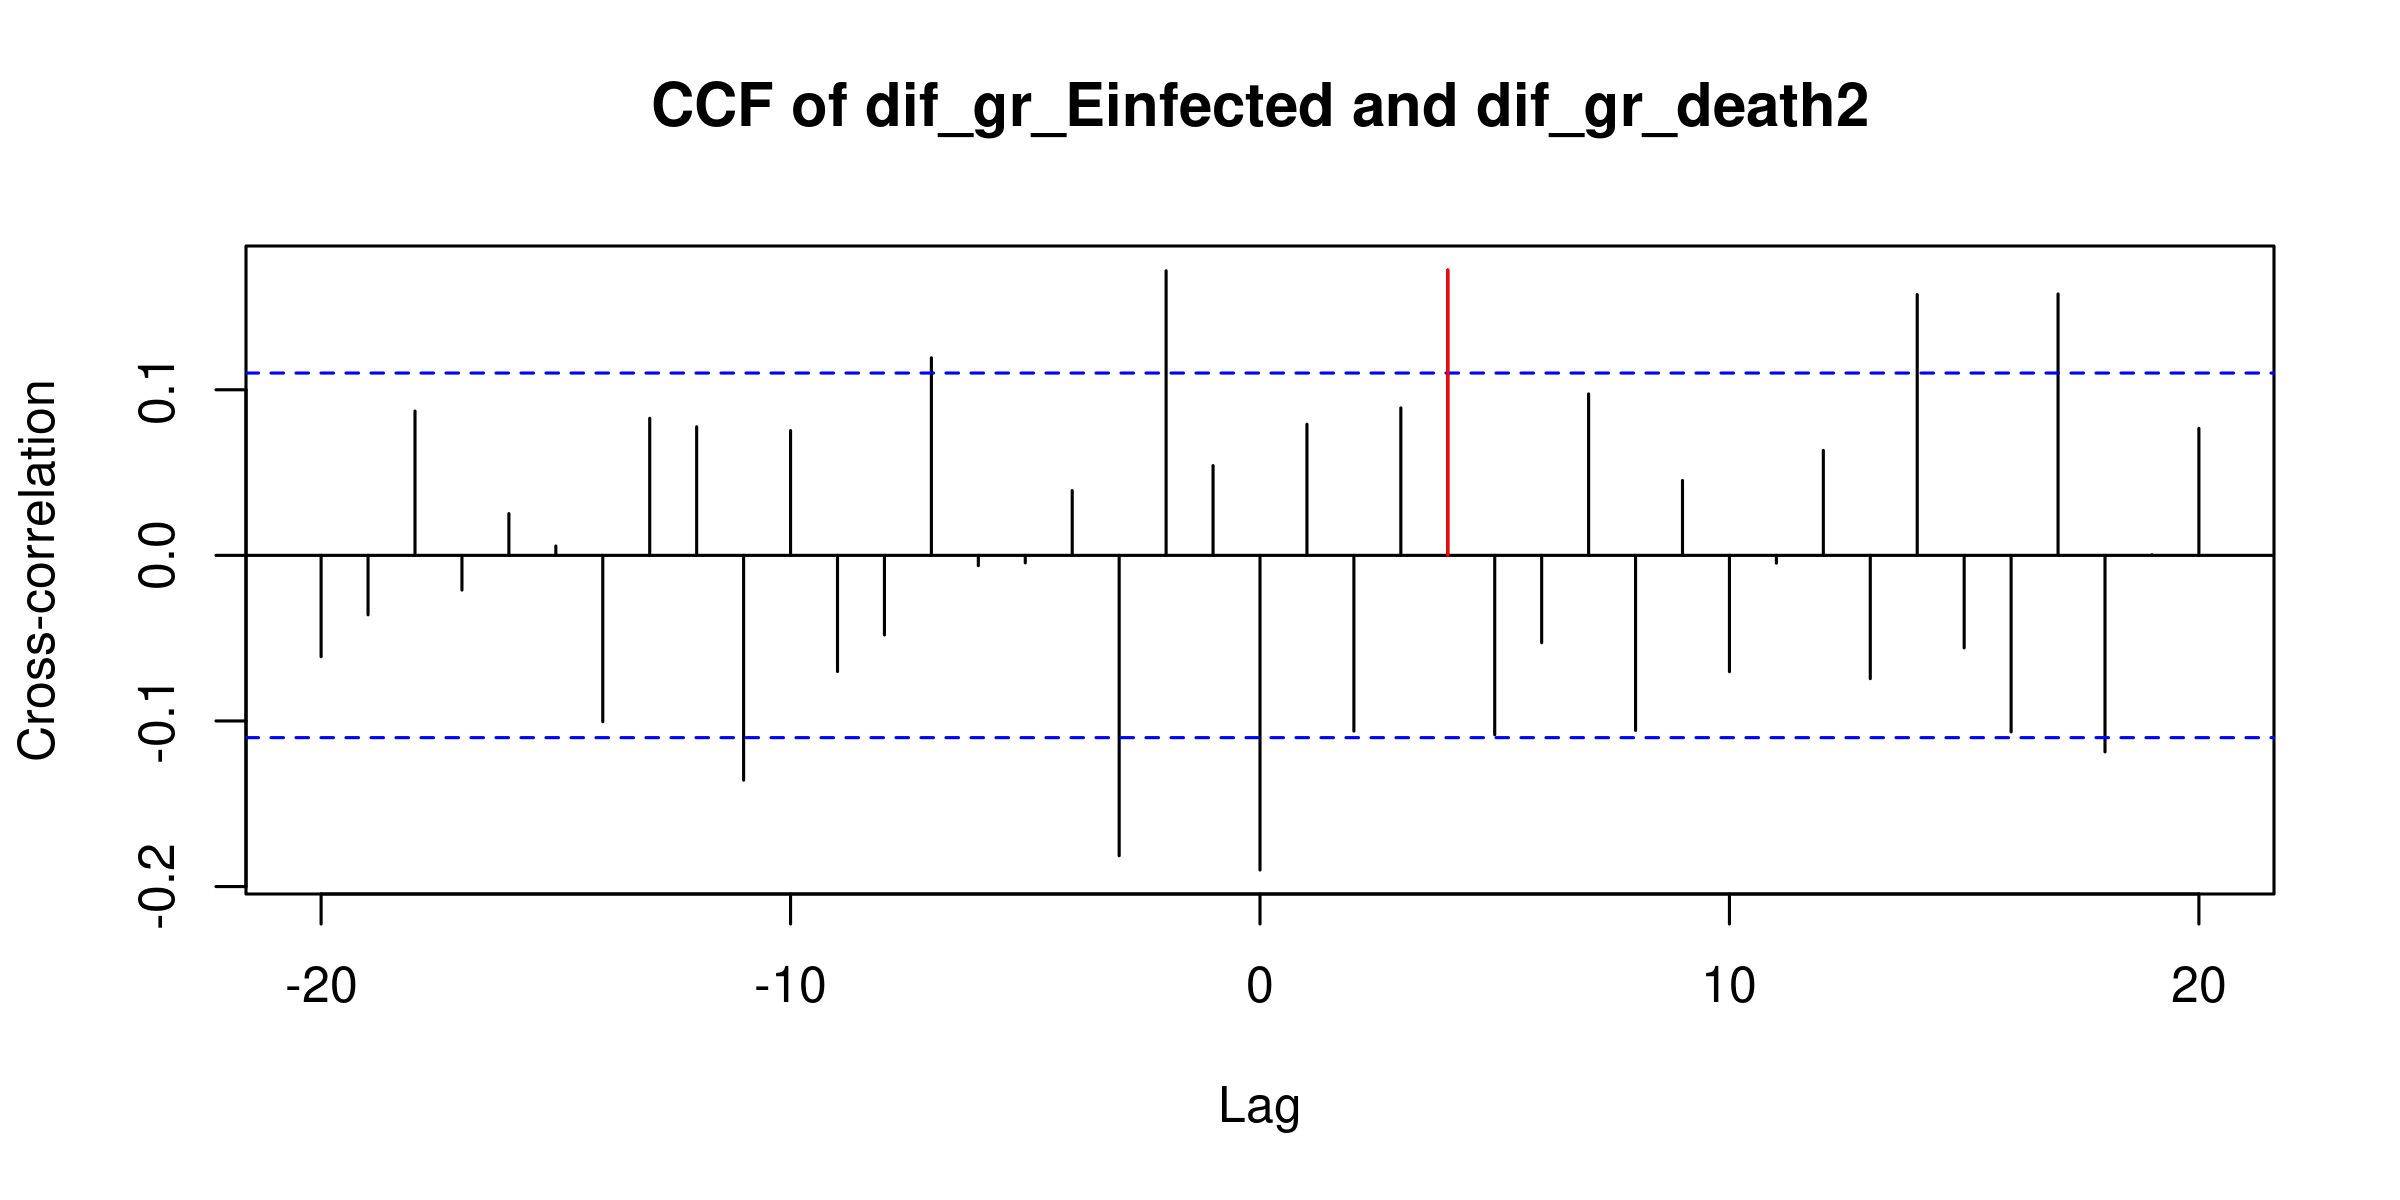 CCF of dif_gr_Einfected and dif_gr_death2
Cross-correlation
0.1
0.0
-0.1
-0.2
-20 -10 0 10 20
Lag